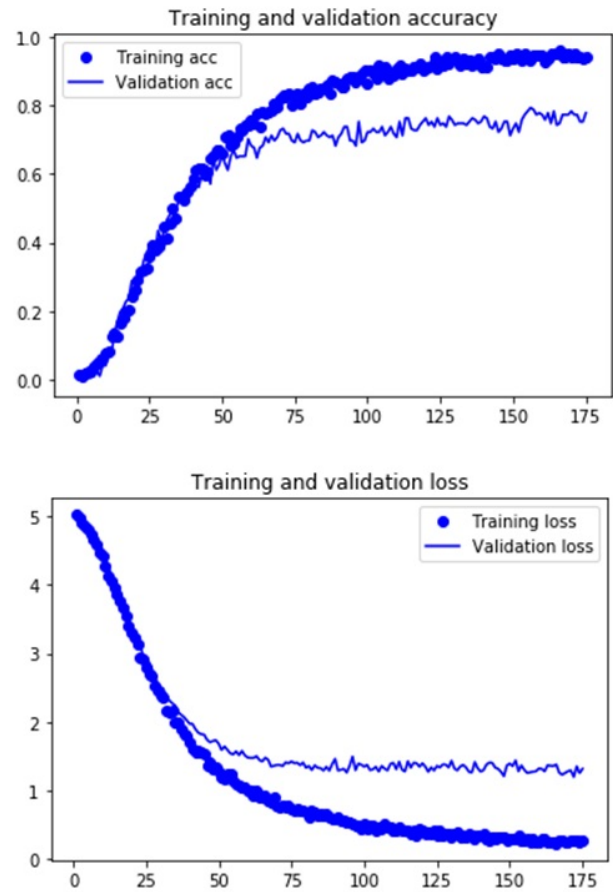 Training and validation accuracy
1.0
0.8
0.6
0.4
0.2
0.0
Training acc
Validation acc
0 25 50 75 100 125 150 175
Training and validation loss
5
4
3
2
1
0
Training loss
Validation loss
0 25 50 75 100 125 150 175